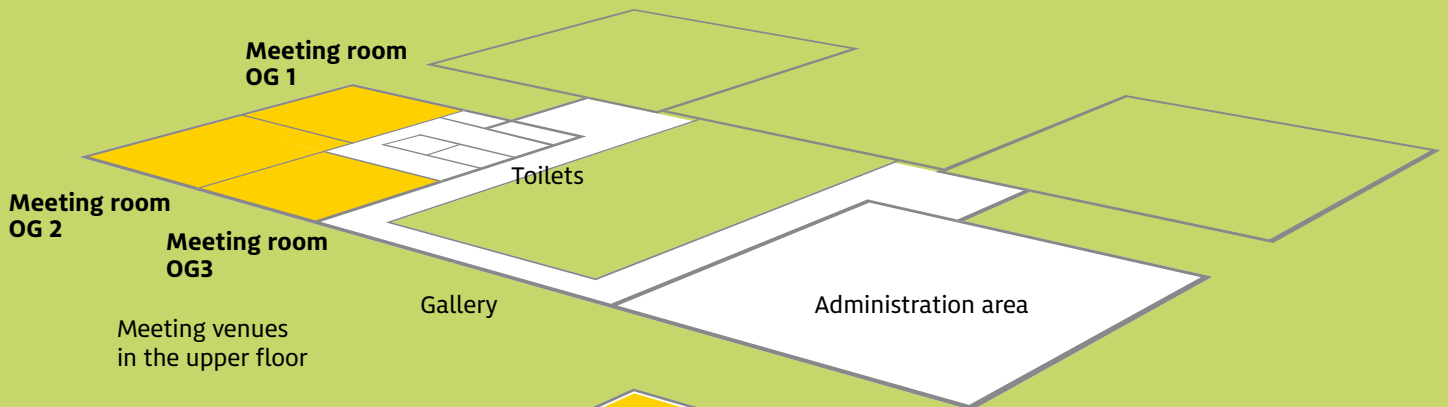 Meeting room
OG 1
Toilets
Meeting room
OG 2
Meeting room
OG3
Gallery
Administration area
Meeting venues
in the upper floor